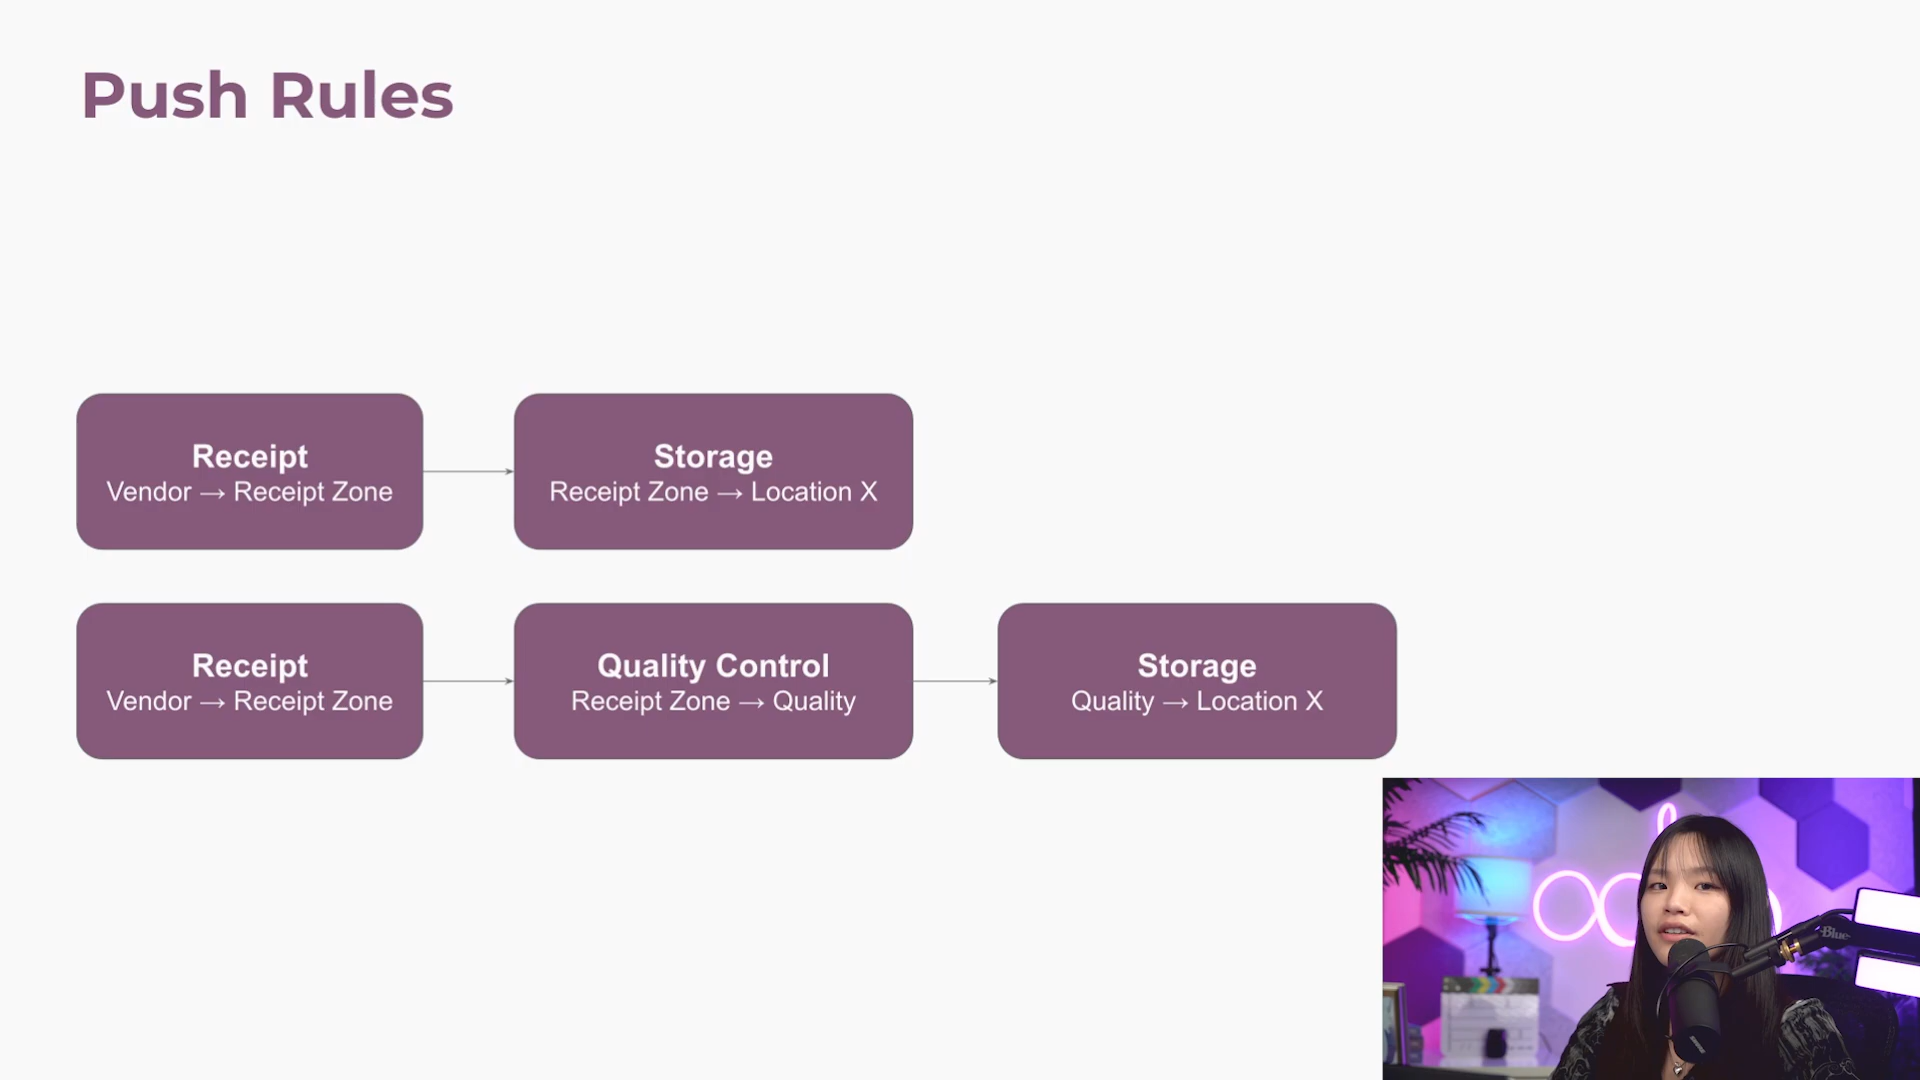 Push Rules
Receipt
Vendor → Receipt Zone
Storage
Receipt Zone → Location X
Receipt
Vendor → Receipt Zone
Quality Control
Receipt Zone → Quality
Storage
Quality → Location X
Blue